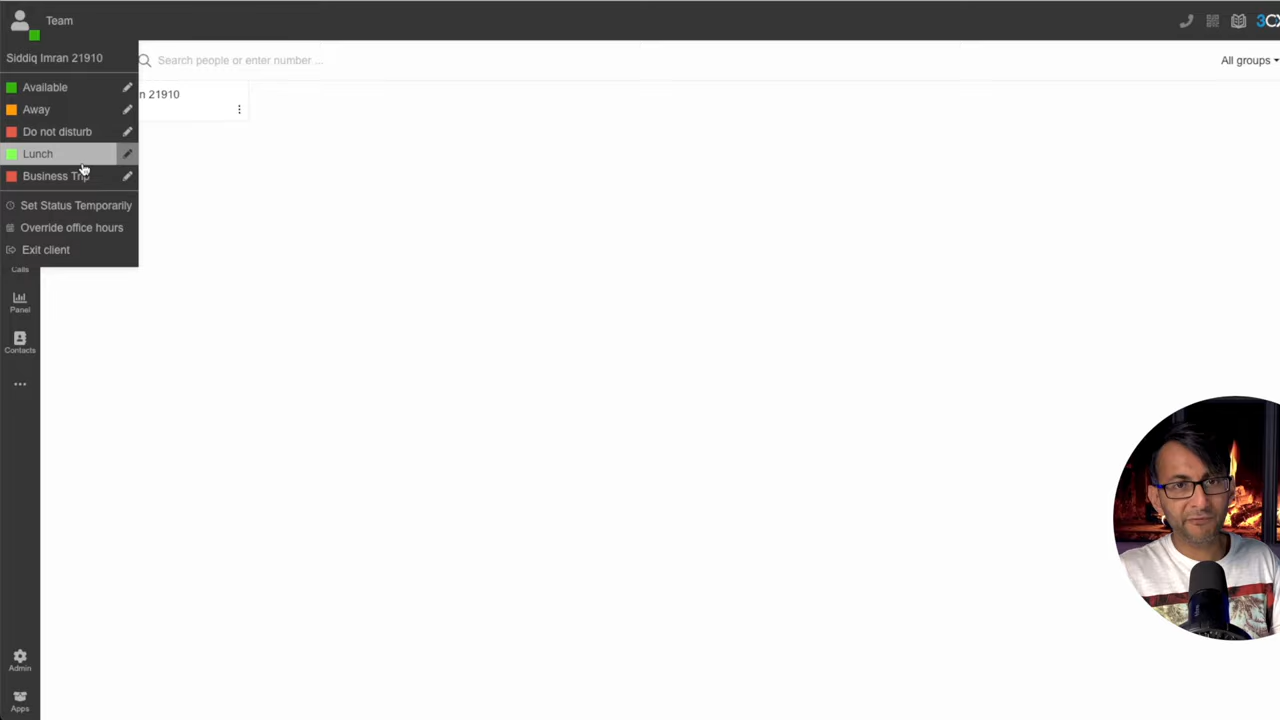 Team
Siddiq Imran 21910
Search people or enter number ...
All groups
Available
n 21910
Away
Do not disturb
Lunch
Business Trip
Set Status Temporarily
Override office hours
Exit client
Calls
Panel
Contacts
Admin
Apps